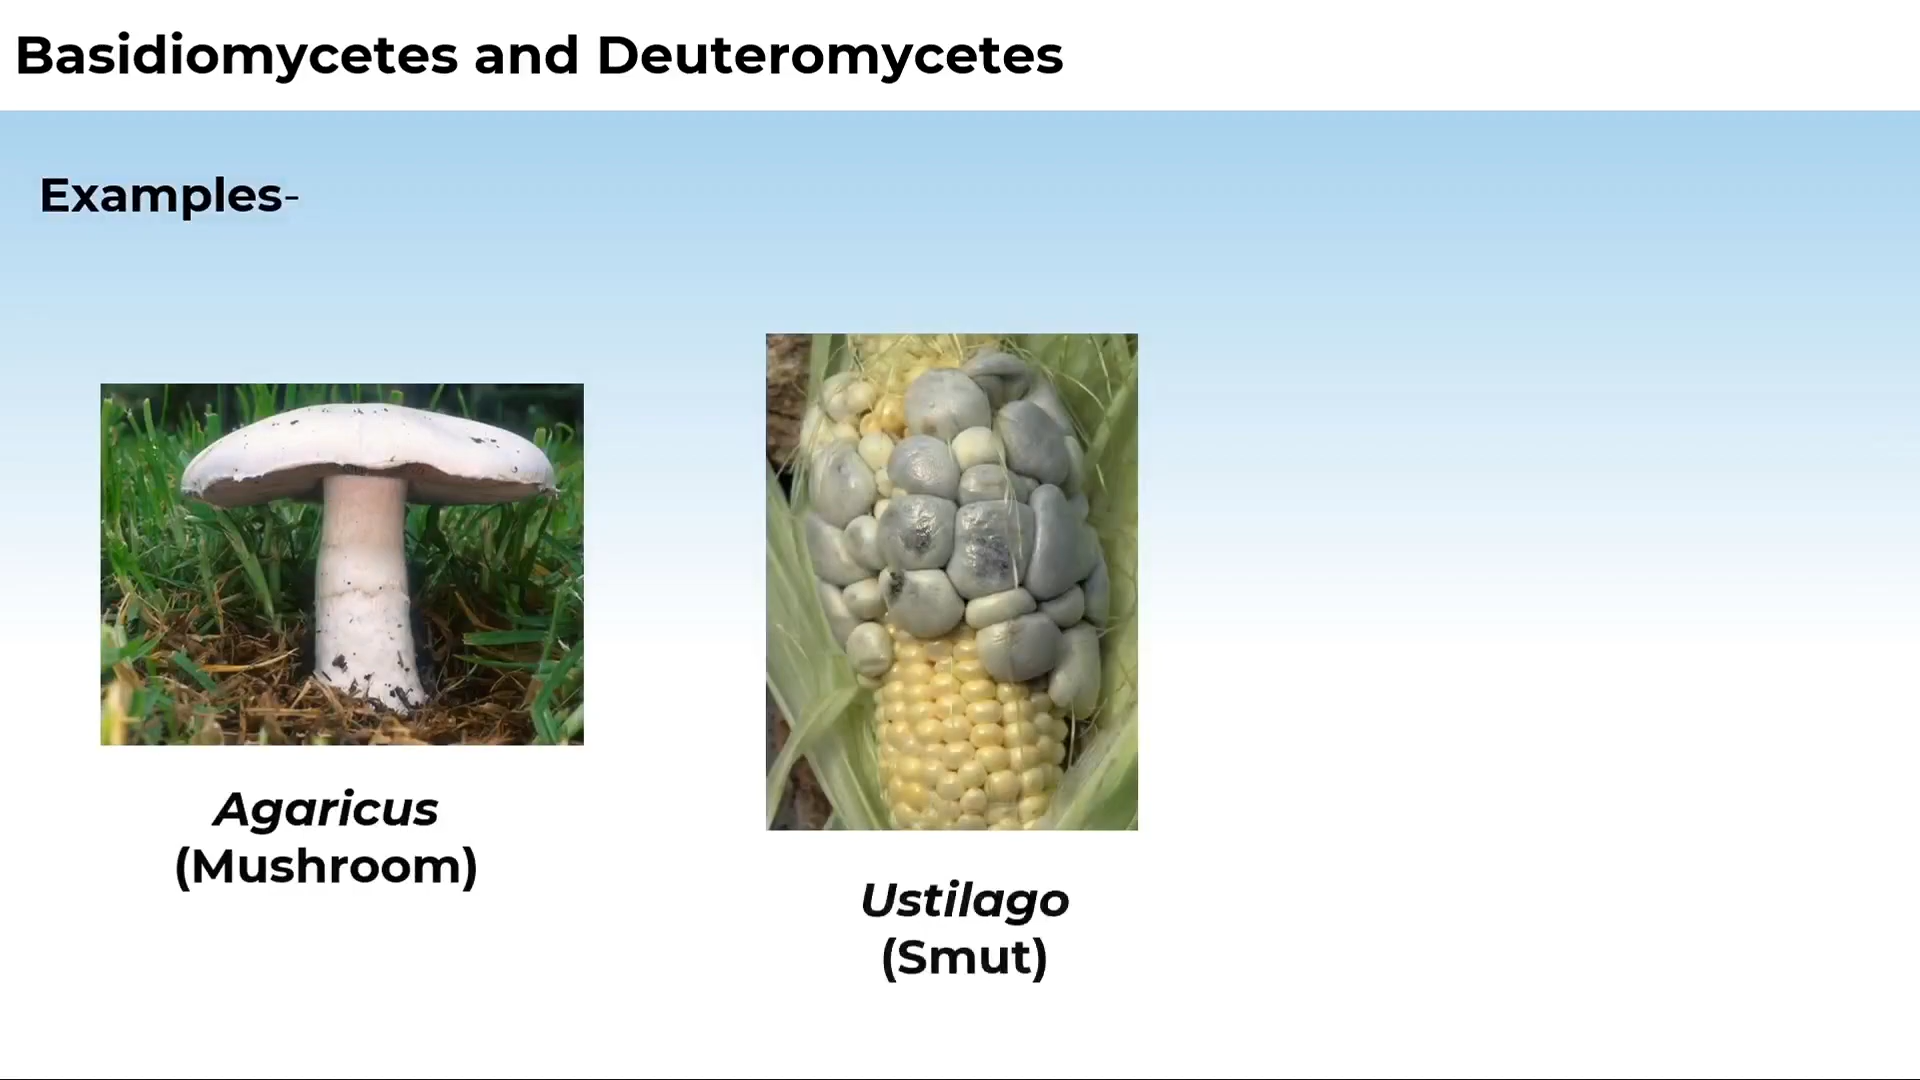 Basidiomycetes and Deuteromycetes
Examples-
Agaricus
(Mushroom)
Ustilago
(Smut)